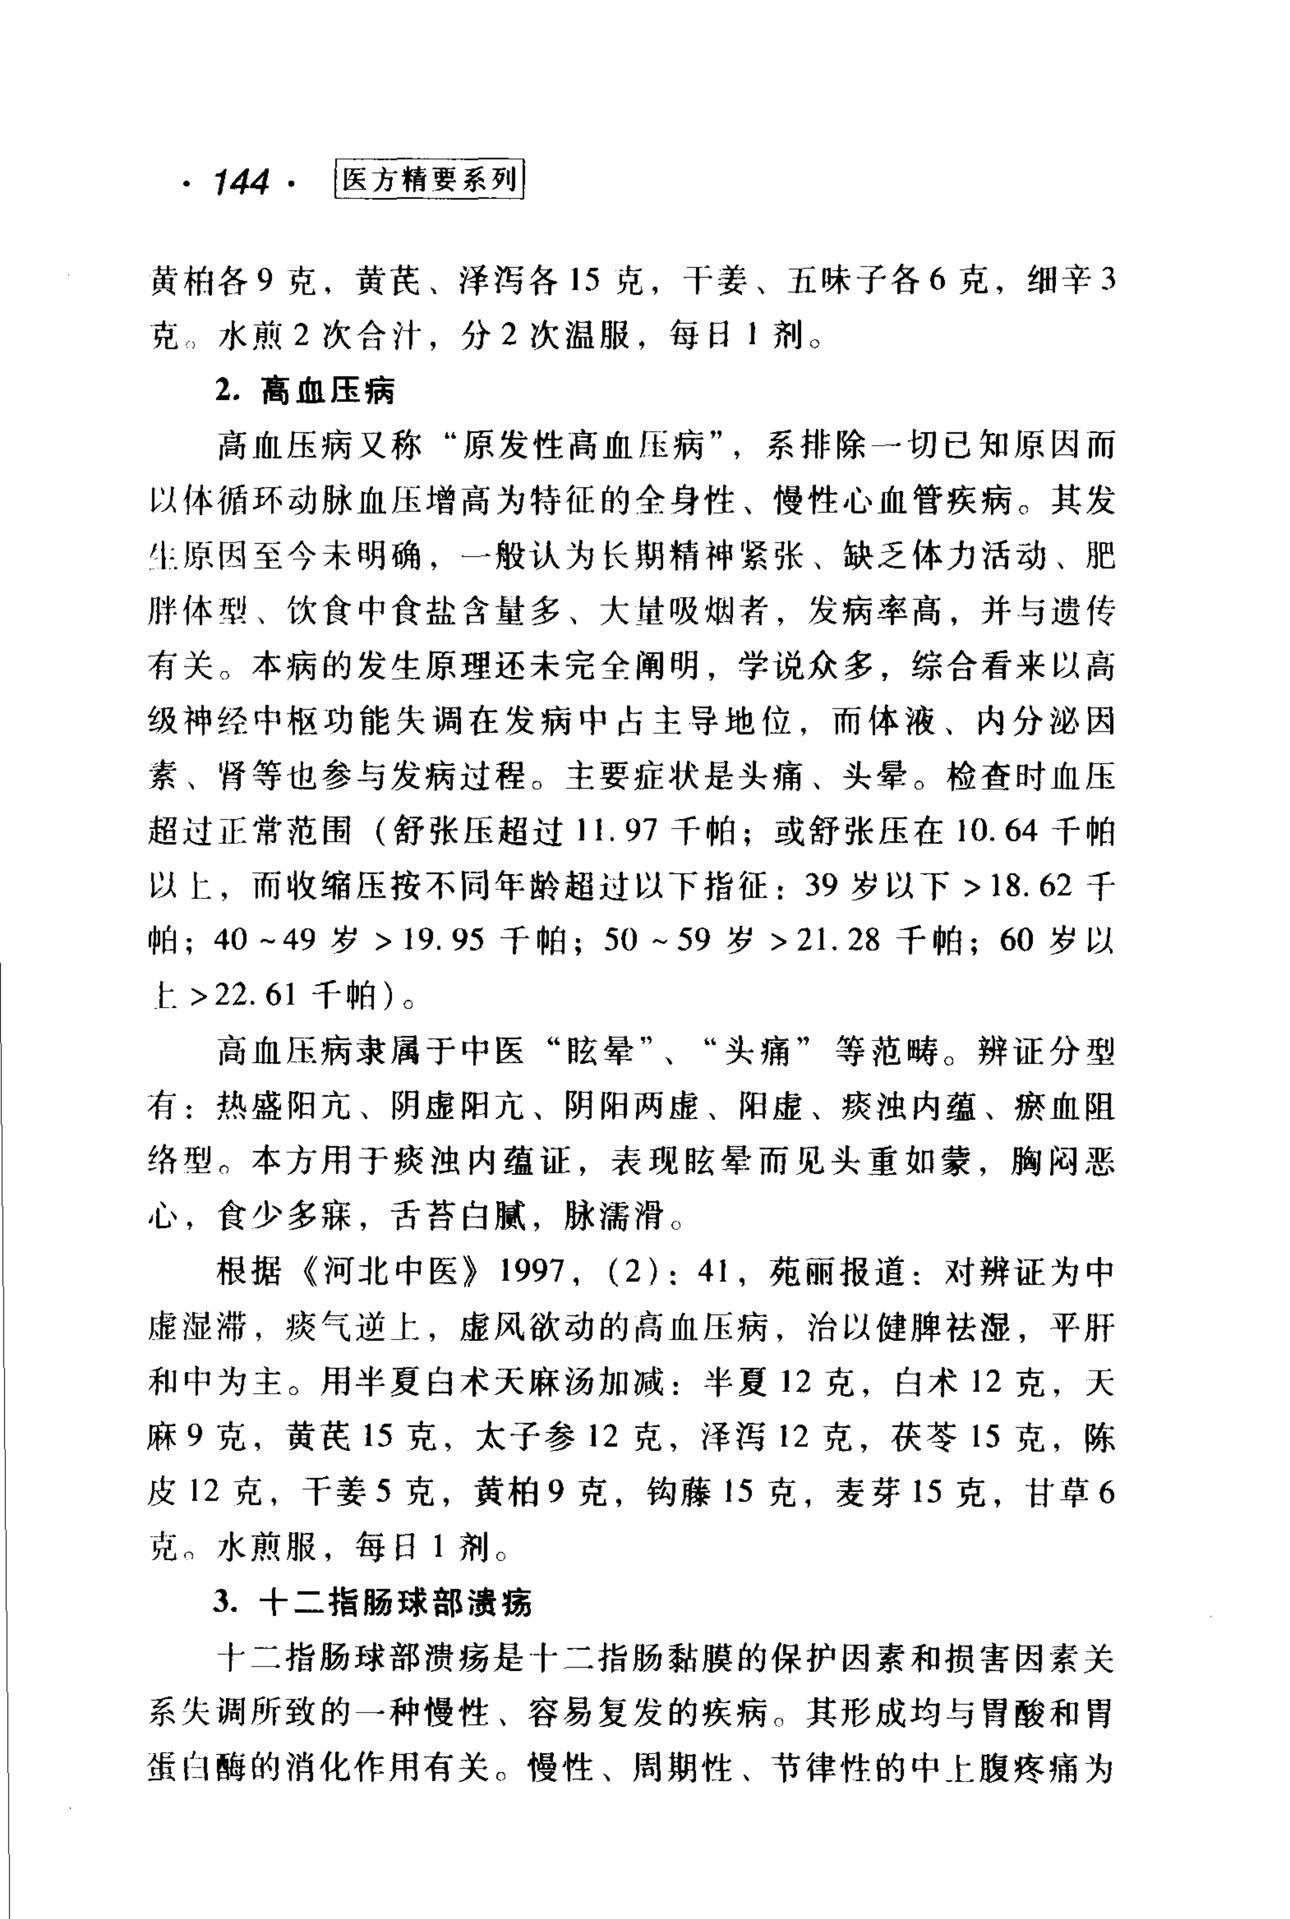 · 144 · 医方精要系列
黄柏各9克，黄芪、泽泻各15克，干姜、五味子各6克，细辛3
克。水煎2次合汁，分2次温服，每日1剂。
2. 高血压病
高血压病又称“原发性高血压病”，系排除一切已知原因而
以体循环动脉血压增高为特征的全身性、慢性心血管疾病。其发
生原因至今未明确，一般认为长期精神紧张、缺乏体力活动、肥
胖体型、饮食中食盐含量多、大量吸烟者，发病率高，并与遗传
有关。本病的发生原理还未完全阐明，学说众多，综合看来以高
级神经中枢功能失调在发病中占主导地位，而体液、内分泌因
素、肾等也参与发病过程。主要症状是头痛、头晕。检查时血压
超过正常范围（舒张压超过11.97千帕；或舒张压在10.64千帕
以上，而收缩压按不同年龄超过以下指征：39岁以下>18.62千
帕；40~49岁>19.95千帕；50~59岁>21.28千帕；60岁以
上>22.61千帕）。
高血压病隶属于中医“眩晕”、“头痛”等范畴。辨证分型
有：热盛阳亢、阴虚阳亢、阴阳两虚、阳虚、痰浊内蕴、瘀血阻
络型。本方用于痰浊内蕴证，表现眩晕而见头重如蒙，胸闷恶
心，食少多寐，舌苔白腻，脉濡滑。
根据《河北中医》1997，（2）：41，苑丽报道：对辨证为中
虚湿滞，痰气逆上，虚风欲动的高血压病，治以健脾祛湿，平肝
和中为主。用半夏白术天麻汤加减：半夏12克，白术12克，天
麻9克，黄芪15克，太子参12克，泽泻12克，茯苓15克，陈
皮12克，干姜5克，黄柏9克，钩藤15克，麦芽15克，甘草6
克。水煎服，每日1剂。
3. 十二指肠球部溃疡
十二指肠球部溃疡是十二指肠黏膜的保护因素和损害因素关
系失调所致的一种慢性、容易复发的疾病。其形成均与胃酸和胃
蛋白酶的消化作用有关。慢性、周期性、节律性的中上腹疼痛为